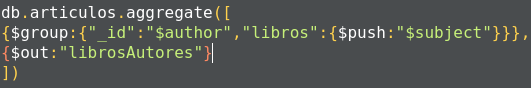 db.articulos.aggregate([
{$group:{"_id":"$author","libros":{$push:"$subject"}}},
{$out:"librosAutores"}
])